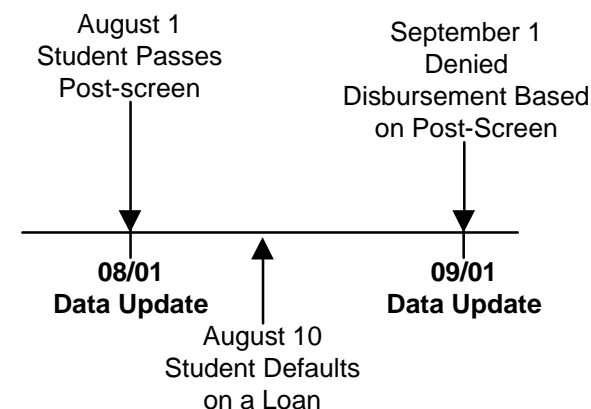 August 1
Student Passes
Post-screen
September 1
Denied
Disbursement Based
on Post-Screen
08/01
Data Update
09/01
Data Update
August 10
Student Defaults
on a Loan